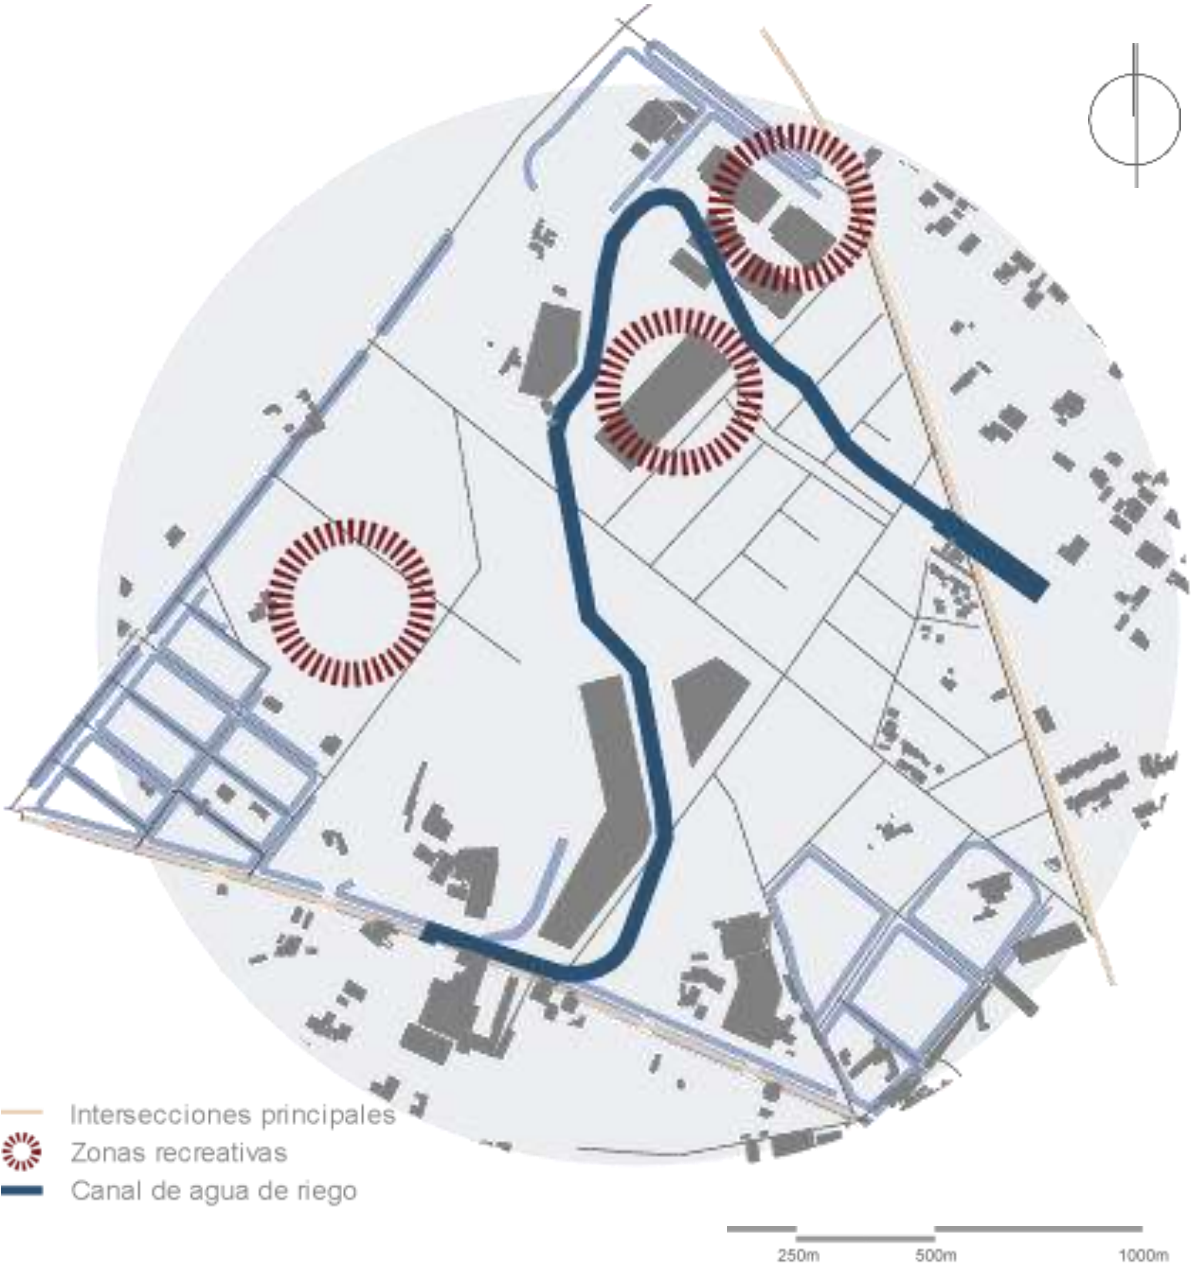 Intersecciones principales
Zonas recreativas
Canal de agua de riego
250m 500m 1000m